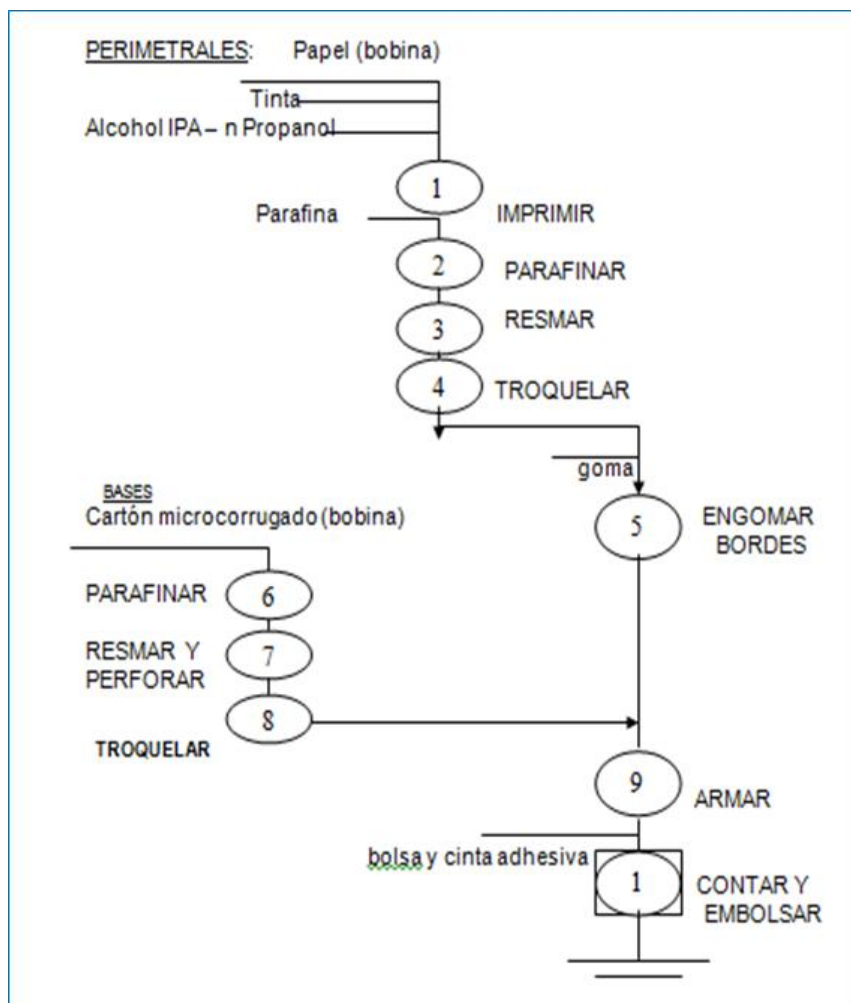 PERIMETRALES: Papel (bobina)
Tinta
Alcohol IPA – n Propanol
1
IMPRIMIR
Parafina
2
PARAFINAR
3
RESMAR
4
TROQUELAR
goma
5
ENGOMAR
BORDES
BASES
Cartón microcorrugado (bobina)
PARAFINAR
6
RESMAR Y
PERFORAR
7
8
TROQUELAR
9
ARMAR
bolsa y cinta adhesiva
1
CONTAR Y
EMBOLSAR